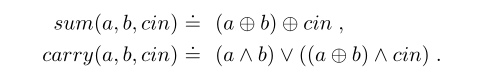 sum(a, b, cin) ≐ (a ⊕ b) ⊕ cin ,
carry(a, b, cin) ≐ (a ∧ b) ∨ ((a ⊕ b) ∧ cin) .